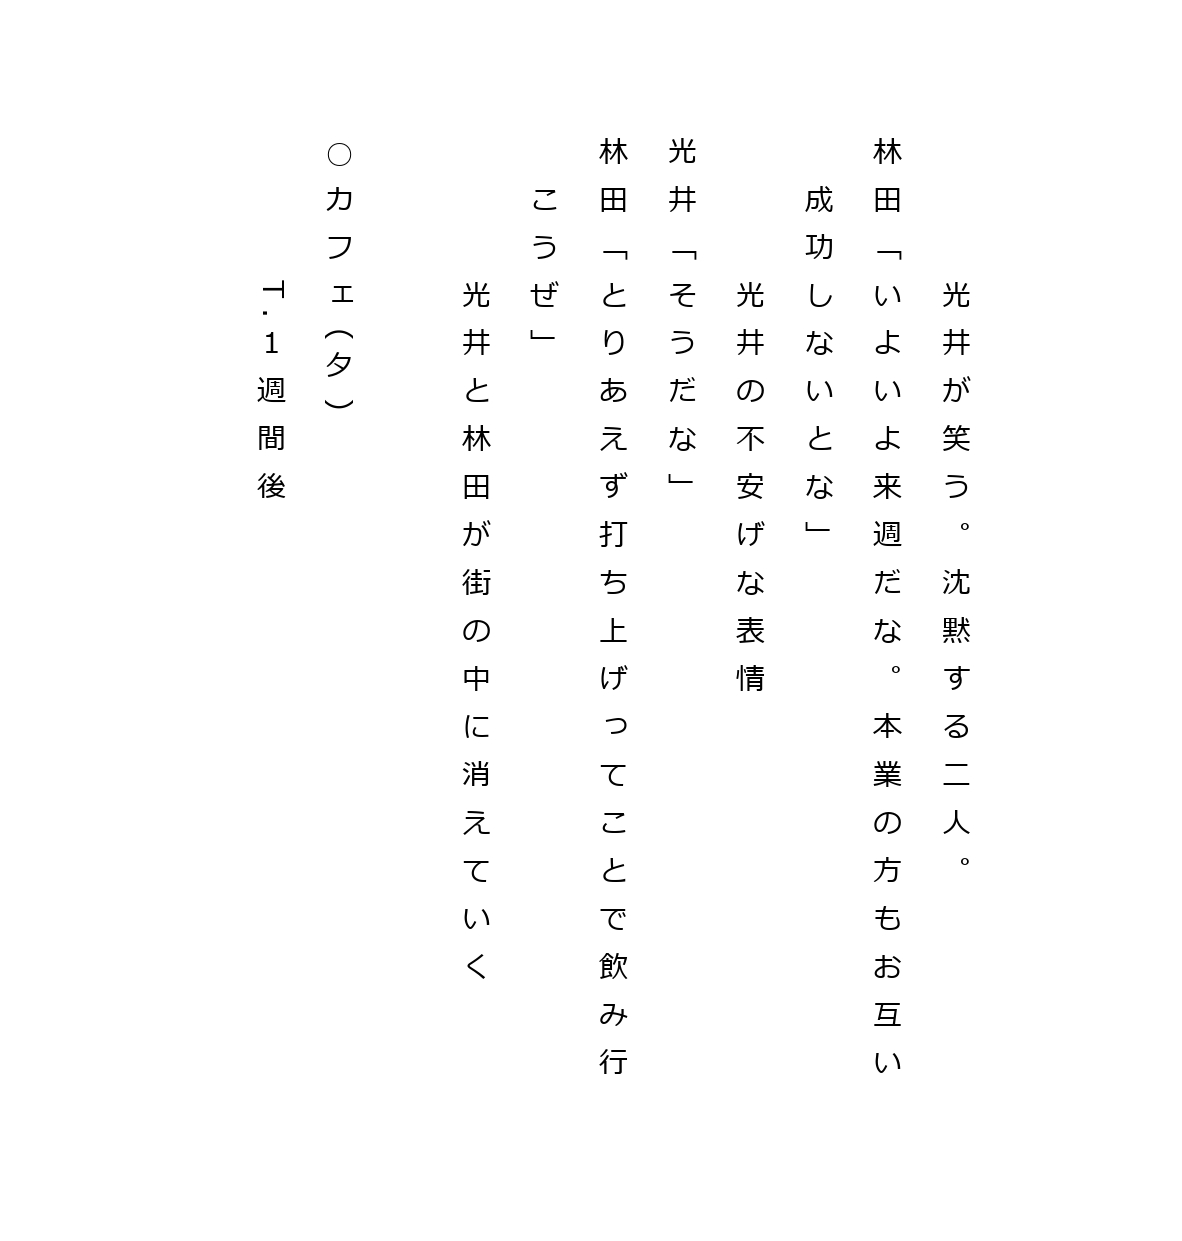 光井が笑う。沈黙する二人。
林田「いよいよ来週だな。本業の方もお互い
成功しないとな」
光井の不安げな表情
光井「そうだな」
林田「とりあえず打ち上げってことで飲み行
こうぜ」
光井と林田が街の中に消えていく
○カフェ(夕)
T.1週間後